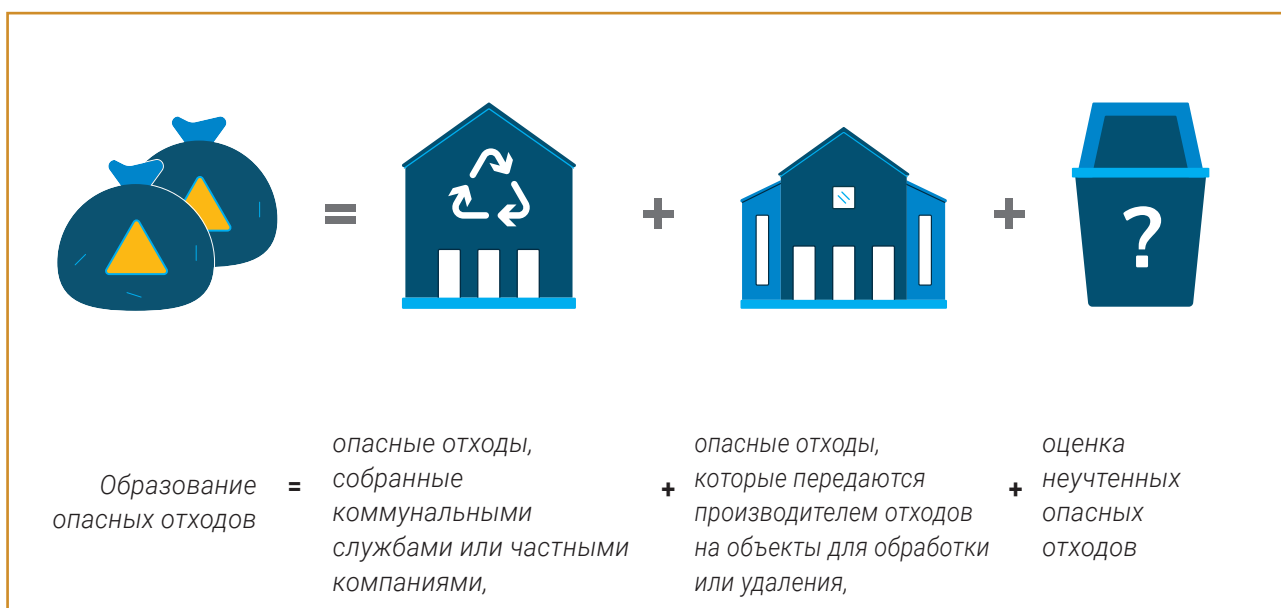 ?
Образование
опасных отходов
=
опасные отходы,
собранные
коммунальными
службами или частными
компаниями,
+
опасные отходы,
которые передаются
производителем отходов
на объекты для обработки
или удаления,
+
оценка
неучтенных
опасных
отходов